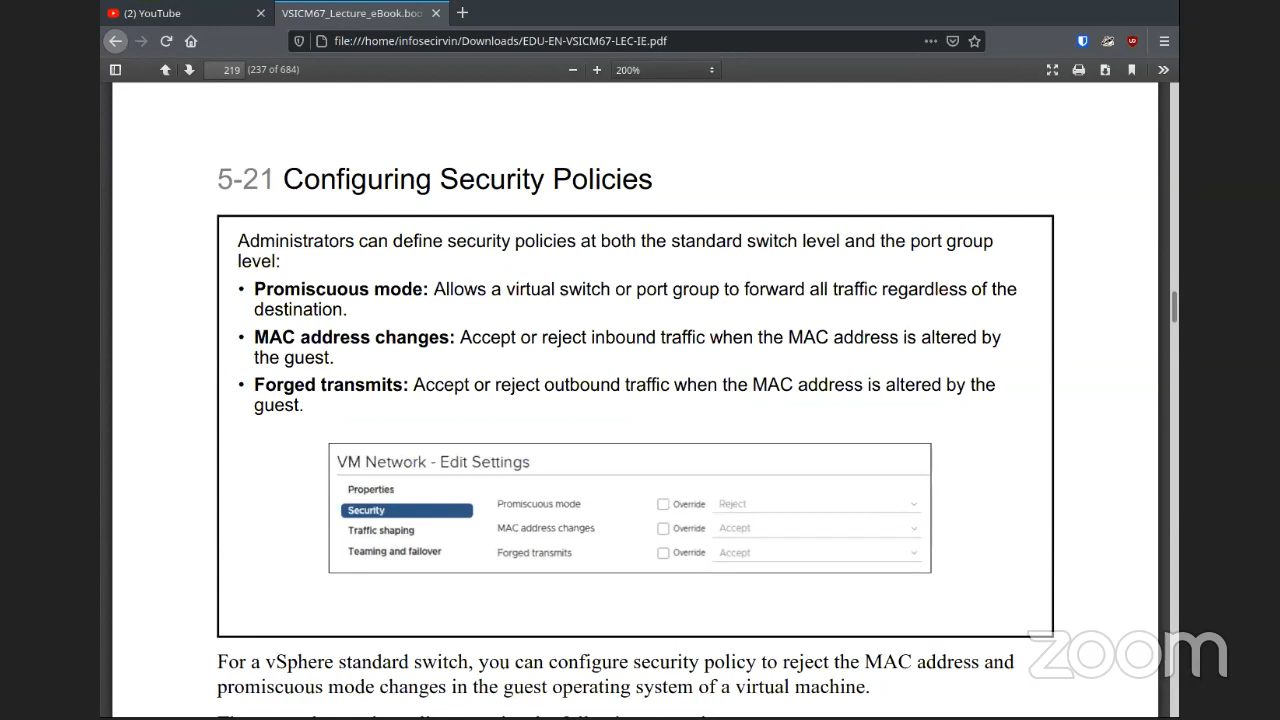 (2) YouTube
VSICM67_Lecture_eBook.boo
file:///home/infosecirvin/Downloads/EDU-EN-VSICM67-LEC-IE.pdf
219 (237 of 684)
200%
5-21 Configuring Security Policies
Administrators can define security policies at both the standard switch level and the port group
level:
• Promiscuous mode: Allows a virtual switch or port group to forward all traffic regardless of the
destination.
• MAC address changes: Accept or reject inbound traffic when the MAC address is altered by
the guest.
• Forged transmits: Accept or reject outbound traffic when the MAC address is altered by the
guest.
VM Network - Edit Settings
Properties
Security
Traffic shaping
Teaming and failover
Promiscuous mode Override Reject
MAC address changes Override Accept
Forged transmits Override Accept
For a vSphere standard switch, you can configure security policy to reject the MAC address and
promiscuous mode changes in the guest operating system of a virtual machine.
zoom